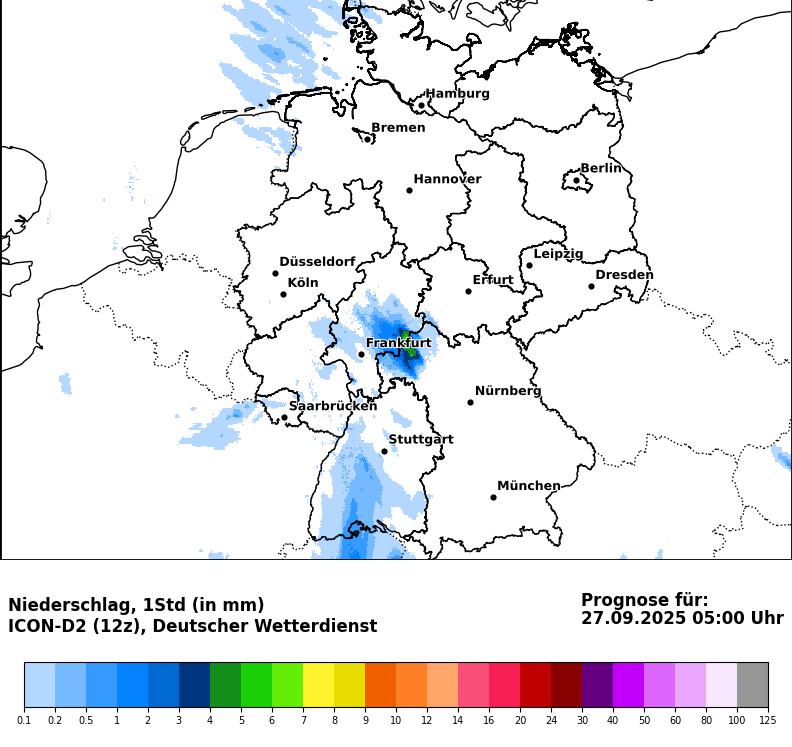 Hamburg
Bremen
Berlin
Hannover
Leipzig
Düsseldorf
Dresden
Erfurt
Köln
Frankfurt
Nürnberg
Saarbrücken
Stuttgart
München
Niederschlag, 1Std (in mm)
ICON-D2 (12z), Deutscher Wetterdienst
Prognose für:
27.09.2025 05:00 Uhr
0.1 0.2 0.5 1 2 3 4 5 6 7 8 9 10 12 14 16 20 24 30 40 50 60 80 100 125